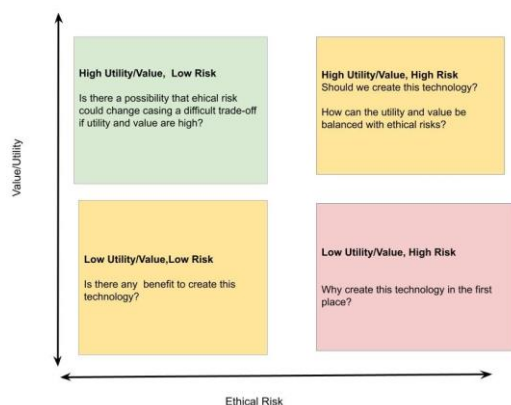 Value/Utility
High Utility/Value, Low Risk
Is there a possibility that ehical risk
could change casing a difficult trade-off
if utility and value are high?
High Utility/Value, High Risk
Should we create this technology?
How can the utility and value be
balanced with ethical risks?
Low Utility/Value,Low Risk
Is there any benefit to create this
technology?
Low Utility/Value, High Risk
Why create this technology in the first
place?
Ethical Risk